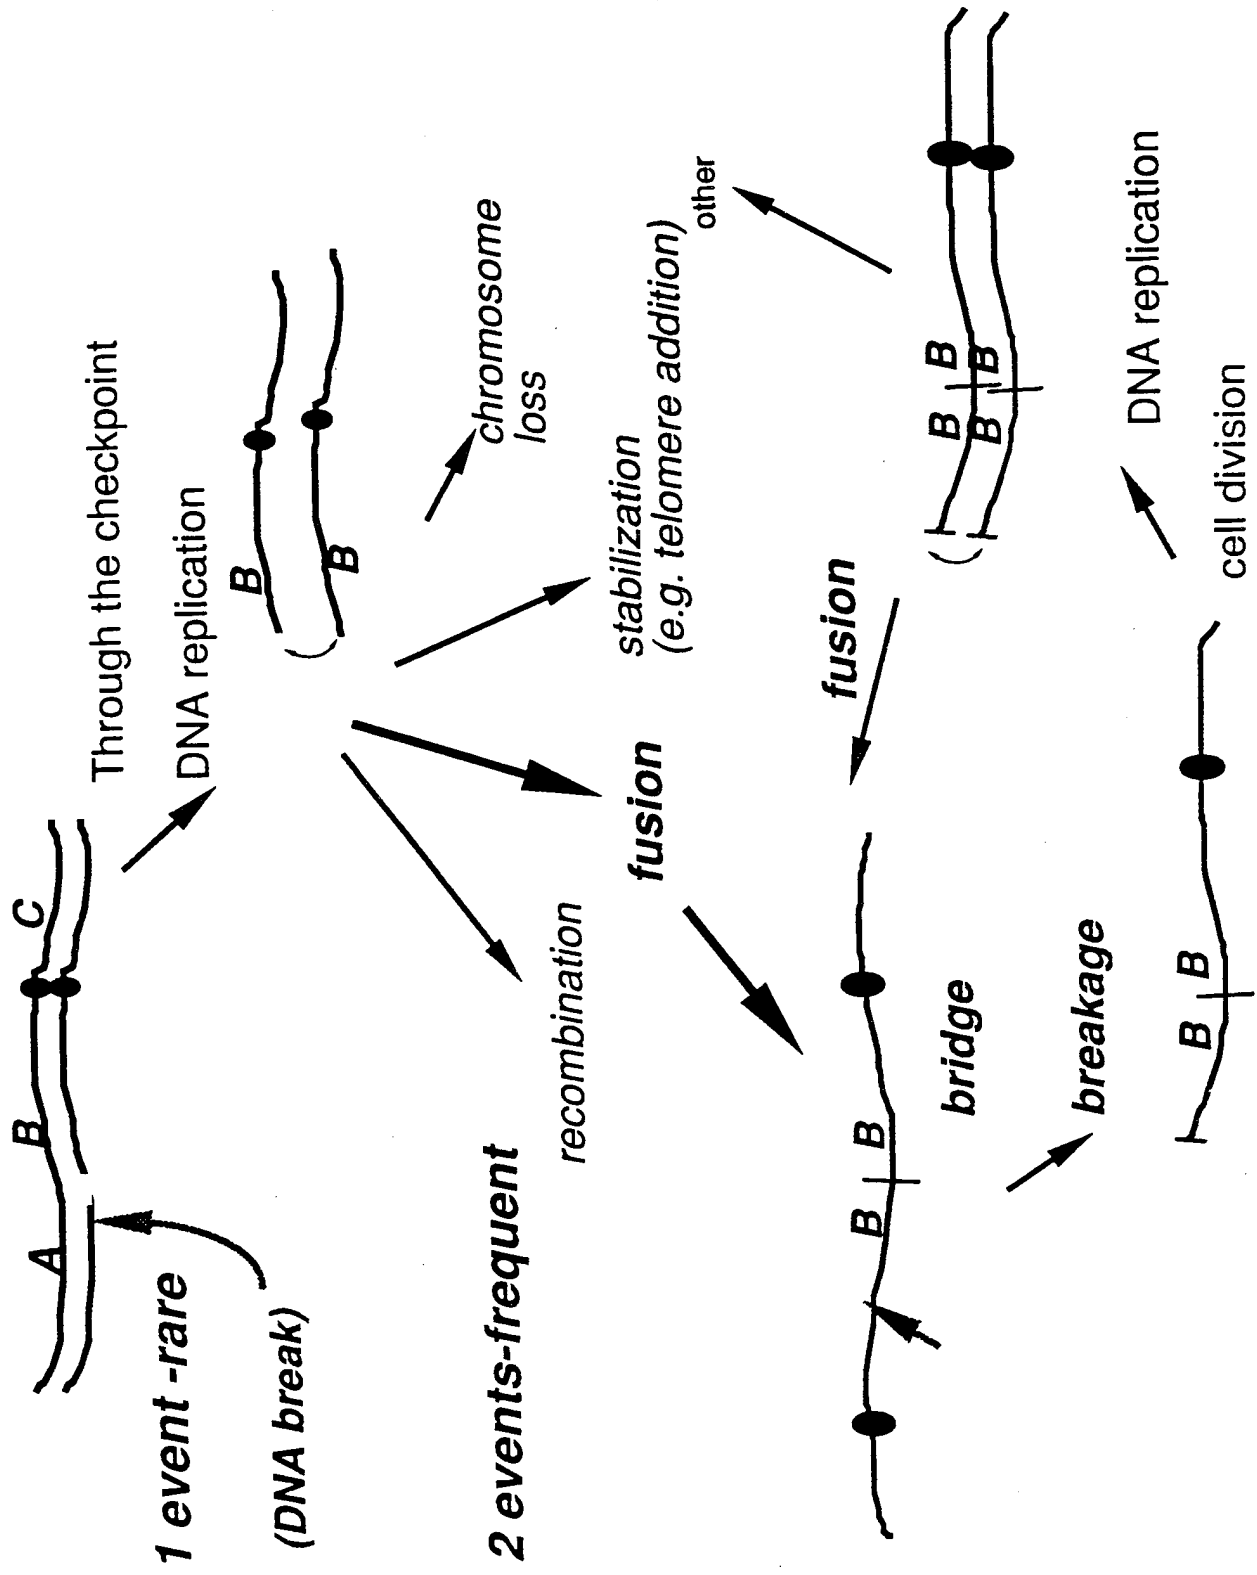 A B C
1 event -rare
(DNA break)
Through the checkpoint
DNA replication
B
B
2 events-frequent
recombination
fusion
stabilization
(e.g. telomere addition)
chromosome
loss
other
B B
bridge
breakage
fusion
B B
B B
B B
cell division
DNA replication